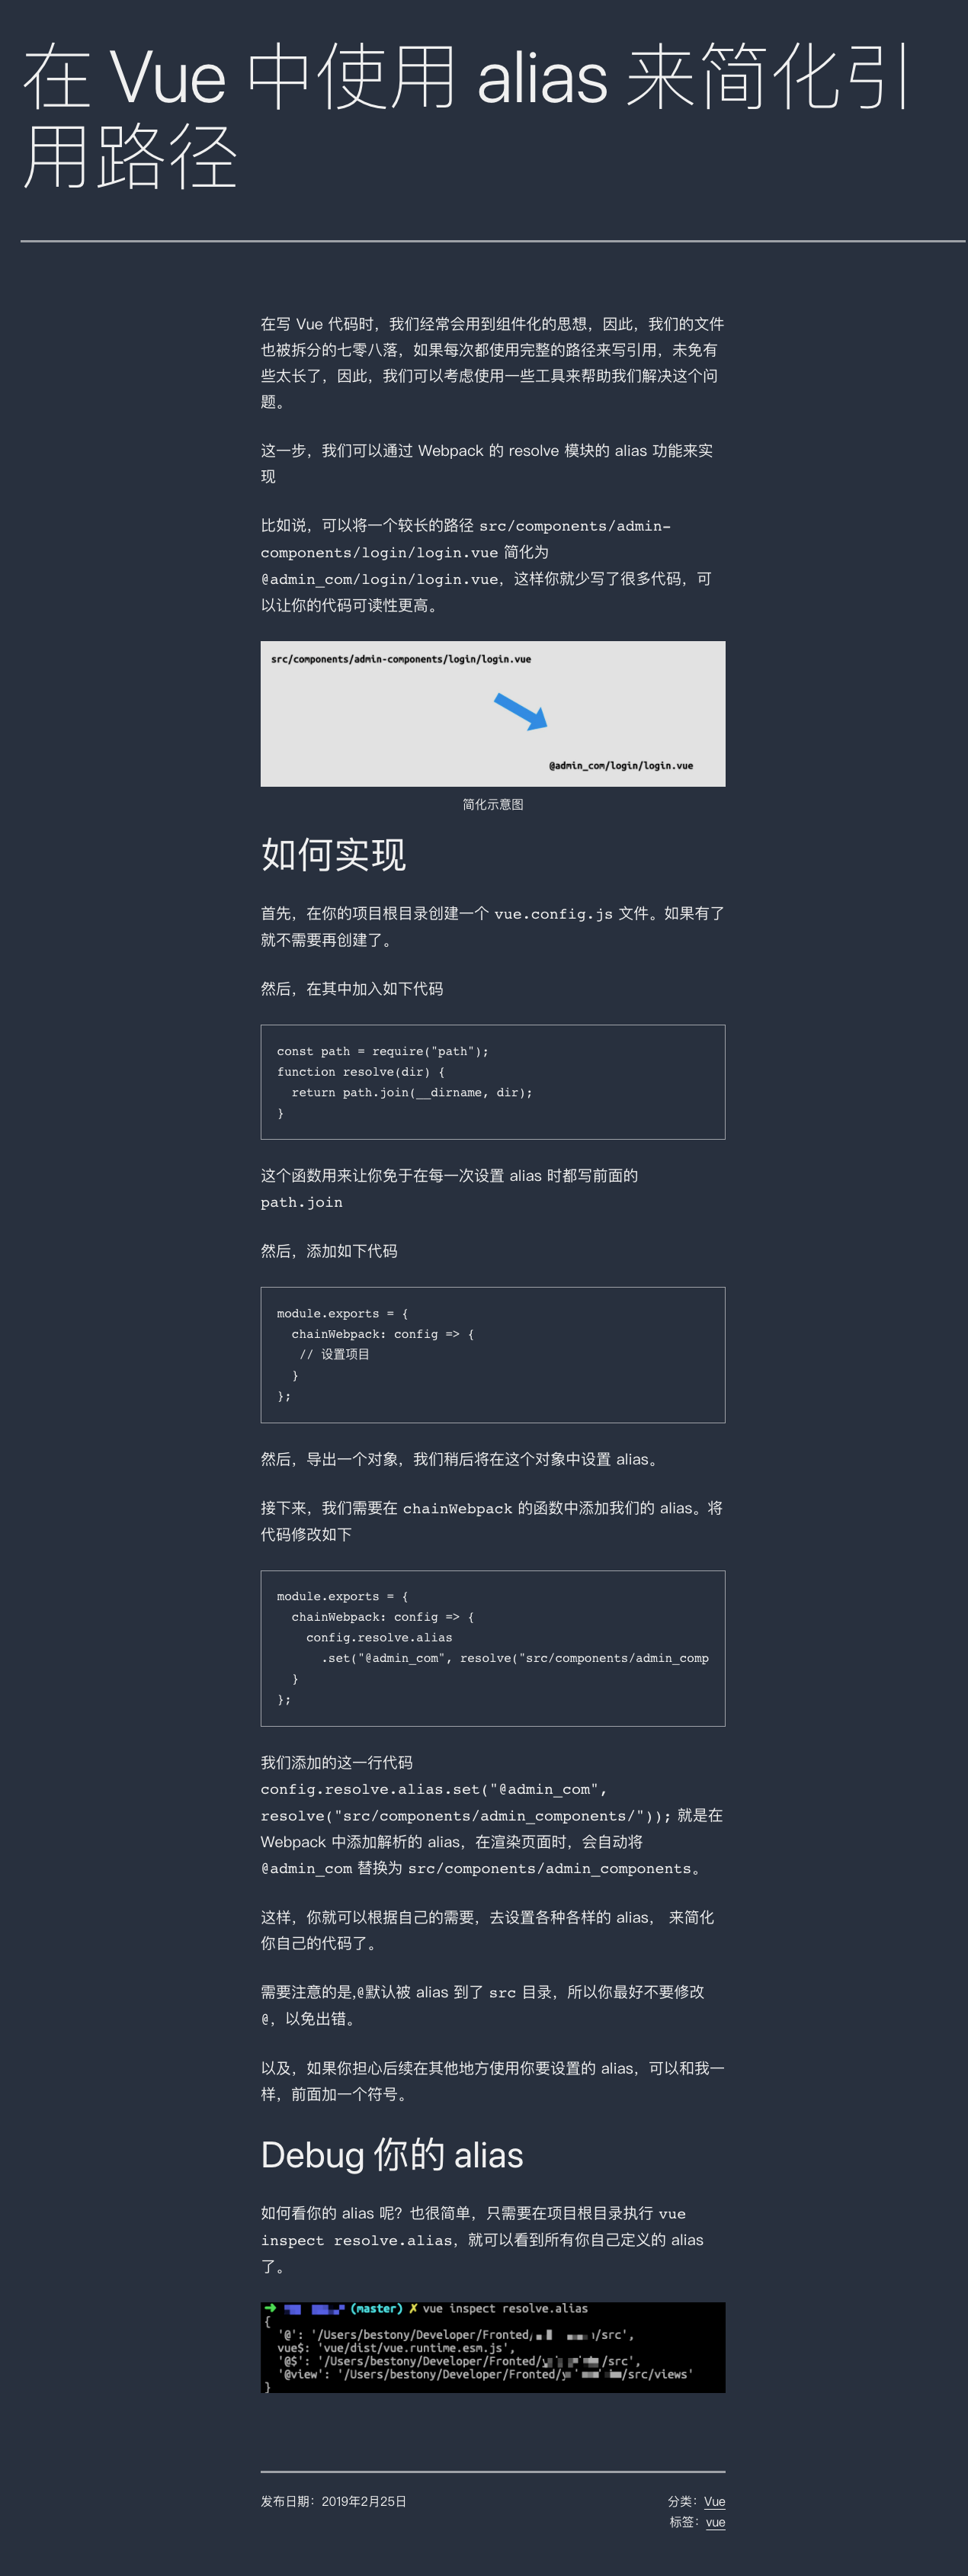 在 Vue 中使用 alias 来简化引
用路径
在写 Vue 代码时，我们经常会用到组件化的思想，因此，我们的文件
也被拆分的七零八落，如果每次都使用完整的路径来写引用，未免有
些太长了，因此，我们可以考虑使用一些工具来帮助我们解决这个问
题。
这一步，我们可以通过 Webpack 的 resolve 模块的 alias 功能来实
现
比如说，可以将一个较长的路径 src/components/admin-
components/login/login.vue 简化为
@admin_com/login/login.vue，这样你就少写了很多代码，可
以让你的代码可读性更高。
src/components/admin-components/login/login.vue
@admin_com/login/login.vue
简化示意图
如何实现
首先，在你的项目根目录创建一个 vue.config.js 文件。如果有了
就不需要再创建了。
然后，在其中加入如下代码
const path = require("path");
function resolve(dir) {
  return path.join(__dirname, dir);
}
这个函数用来让你免于在每一次设置 alias 时都写前面的
path.join
然后，添加如下代码
module.exports = {
  chainWebpack: config => {
   // 设置项目
  }
};
然后，导出一个对象，我们稍后将在这个对象中设置 alias。
接下来，我们需要在 chainWebpack 的函数中添加我们的 alias。将
代码修改如下
module.exports = {
  chainWebpack: config => {
    config.resolve.alias
      .set("@admin_com", resolve("src/components/admin_comp
  }
};
我们添加的这一行代码
config.resolve.alias.set("@admin_com",
resolve("src/components/admin_components/")); 就是在
Webpack 中添加解析的 alias，在渲染页面时，会自动将
@admin_com 替换为 src/components/admin_components。
这样，你就可以根据自己的需要，去设置各种各样的 alias， 来简化
你自己的代码了。
需要注意的是,@默认被 alias 到了 src 目录，所以你最好不要修改
@，以免出错。
以及，如果你担心后续在其他地方使用你要设置的 alias，可以和我一
样，前面加一个符号。
Debug 你的 alias
如何看你的 alias 呢？也很简单，只需要在项目根目录执行 vue
inspect resolve.alias，就可以看到所有你自己定义的 alias
了。
➜ (master) ✗ vue inspect resolve.alias
{
  '@': '/Users/bestony/Developer/Fronted/ /src',
  vue$: 'vue/dist/vue.runtime.esm.js',
  '@$': '/Users/bestony/Developer/Fronted/ /src',
  '@view': '/Users/bestony/Developer/Fronted/ /src/views'
}
发布日期：2019年2月25日
分类：Vue
标签：vue